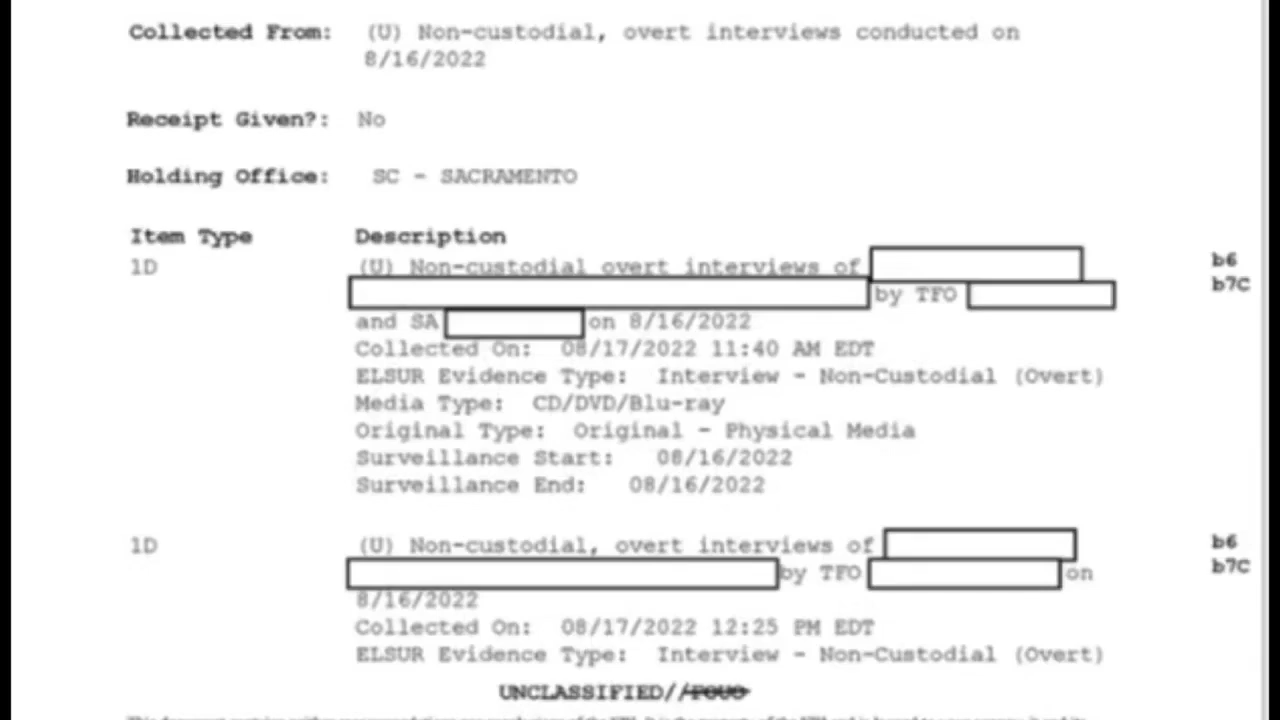 Collected From: (U) Non-custodial, overt interviews conducted on
8/16/2022
Receipt Given?: No
Holding Office: SC - SACRAMENTO
Item Type Description
1D (U) Non-custodial overt interviews of b6
by TFO b7C
and SA on 8/16/2022
Collected On: 08/17/2022 11:40 AM EDT
ELSUR Evidence Type: Interview - Non-Custodial (Overt)
Media Type: CD/DVD/Blu-ray
Original Type: Original - Physical Media
Surveillance Start: 08/16/2022
Surveillance End: 08/16/2022
1D (U) Non-custodial, overt interviews of b6
by TFO on b7C
8/16/2022
Collected On: 08/17/2022 12:25 PM EDT
ELSUR Evidence Type: Interview - Non-Custodial (Overt)
UNCLASSIFIED//FOUO